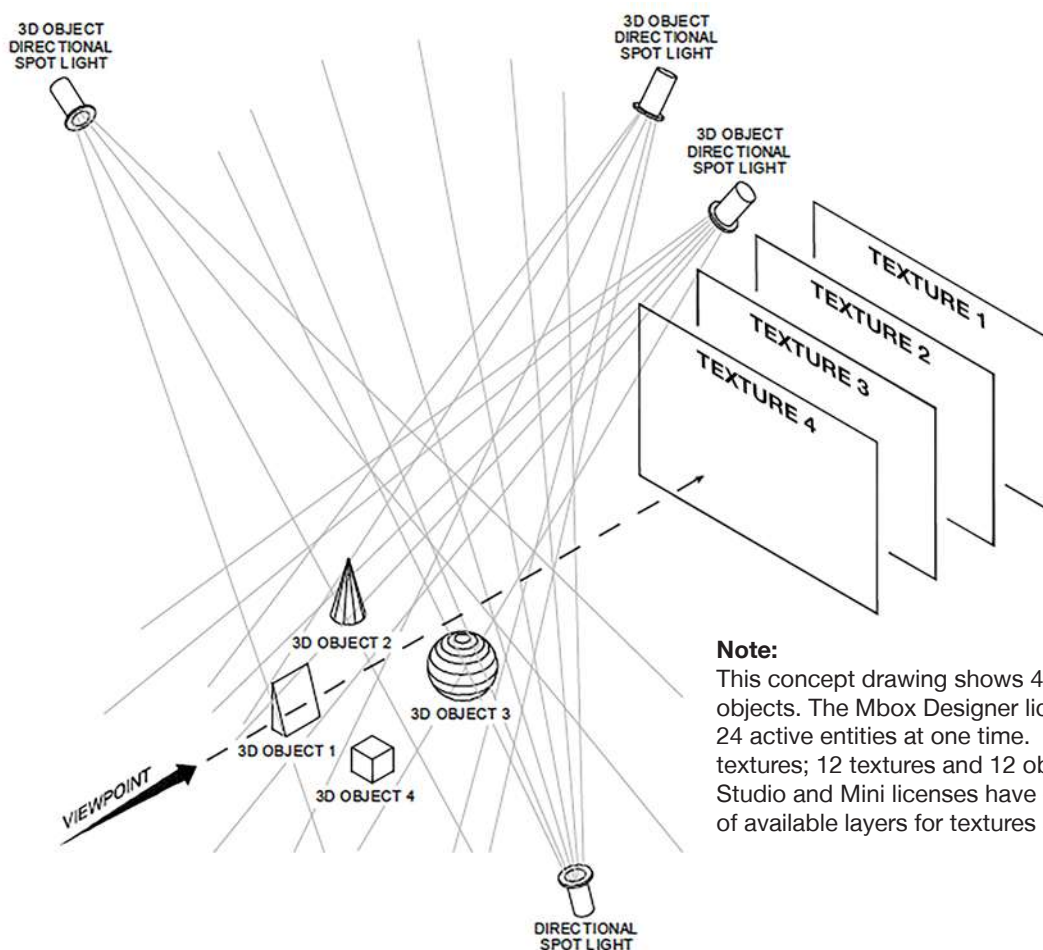 3D OBJECT
DIRECTIONAL
SPOT LIGHT
3D OBJECT
DIRECTIONAL
SPOT LIGHT
3D OBJECT
DIRECTIONAL
SPOT LIGHT
TEXTURE 1
TEXTURE 2
TEXTURE 3
TEXTURE 4
3D OBJECT 2
3D OBJECT 3
3D OBJECT 1
3D OBJECT 4
VIEWPOINT
Note:
This concept drawing shows 4
objects. The Mbox Designer
24 active entities at one time.
textures; 12 textures and 12
Studio and Mini licenses have
of available layers for textures
DIRECTIONAL
SPOT LIGHT